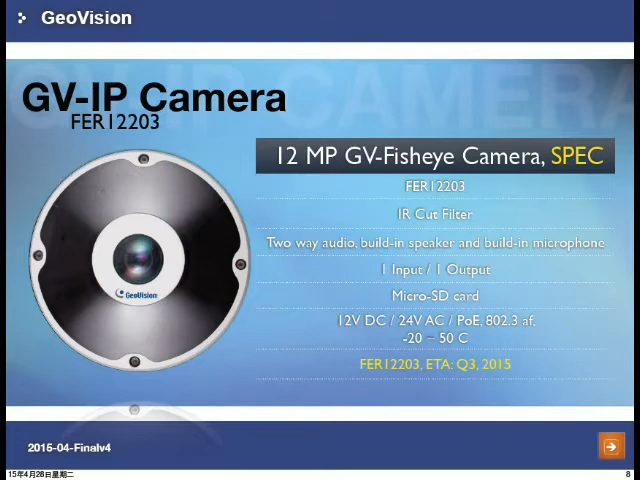 GeoVision
GV-IP CAMERA
GV-IP Camera
FER12203
12 MP GV-Fisheye Camera, SPEC
FER12203
IR Cut Filter
Two way audio, build-in speaker and build-in microphone
1 Input / 1 Output
Micro-SD card
12V DC / 24V AC / PoE, 802.3 af,
-20 ~ 50 C
FER12203, ETA: Q3, 2015
GeoVision
2015-04-Finalv4
15年4月28日星期二
8